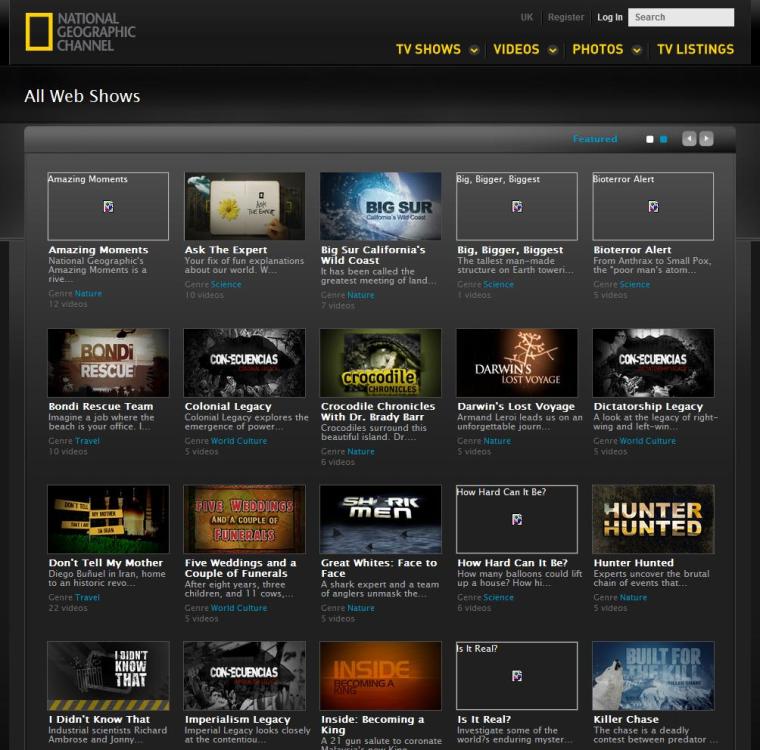 NATIONAL
GEOGRAPHIC
CHANNEL
UK Register Log In Search
TV SHOWS VIDEOS PHOTOS TV LISTINGS
All Web Shows
Featured
Amazing Moments
ASK
THE EXPERT
BIG SUR
California's Wild Coast
Big, Bigger, Biggest
Bioterror Alert
Amazing Moments
National Geographic's
Amazing Moments is a
rive...
Genre Nature
12 videos
Ask The Expert
Your fix of fun explanations
about our world. W...
Genre Science
10 videos
Big Sur California's
Wild Coast
It has been called the
greatest meeting of land...
Genre Nature
7 videos
Big, Bigger, Biggest
The tallest man-made
structure on Earth toweri...
Genre Science
1 videos
Bioterror Alert
From Anthrax to Small Pox,
the "poor man's atom...
Genre Science
5 videos
BONDI
RESCUE
CONSECUENCIAS
crocodile
CHRONICLES
DARWIN'S
LOST VOYAGE
CONSECUENCIAS
Bondi Rescue Team
Imagine a job where the
beach is your office. I...
Genre Travel
10 videos
Colonial Legacy
Colonial Legacy explores the
emergence of power...
Genre World Culture
5 videos
Crocodile Chronicles
With Dr. Brady Barr
Crocodiles surround this
beautiful island. Dr....
Genre Nature
6 videos
Darwin's Lost Voyage
Armand Leroi leads us on an
unforgettable journ...
Genre Nature
5 videos
Dictatorship Legacy
A look at the legacy of right-
wing and left-win...
Genre World Culture
5 videos
DON'T TELL
MY MOTHER
THAT I AM
IN IRAN
FIVE WEDDINGS
AND A COUPLE OF
FUNERALS
SHARK
MEN
How Hard Can It Be?
HUNTER
HUNTED
Don't Tell My Mother
Diego Buñuel in Iran, home
to an historic revo...
Genre Travel
22 videos
Five Weddings and a
Couple of Funerals
After eight years, three
children, and 11 cows,...
Genre World Culture
5 videos
Great Whites: Face to
Face
A shark expert and a team
of anglers unmask the...
Genre Nature
5 videos
How Hard Can It Be?
How many balloons could lift
up a house? How hi...
Genre Science
6 videos
Hunter Hunted
Experts uncover the brutal
chain of events that...
Genre Nature
5 videos
I DIDN'T
KNOW
THAT
CONSECUENCIAS
INSIDE
BECOMING A
KING
Is It Real?
BUILT FOR
THE KILL
I Didn't Know That
Industrial scientists Richard
Ambrose and Jonny...
Imperialism Legacy
Imperial Legacy looks closely
at the contentiou...
Inside: Becoming a
King
A 21 gun salute to coronate
Malaysia's new King...
Is It Real?
Investigate some of the
world?s enduring myster...
Killer Chase
The chase is a deadly
contest between predator ...